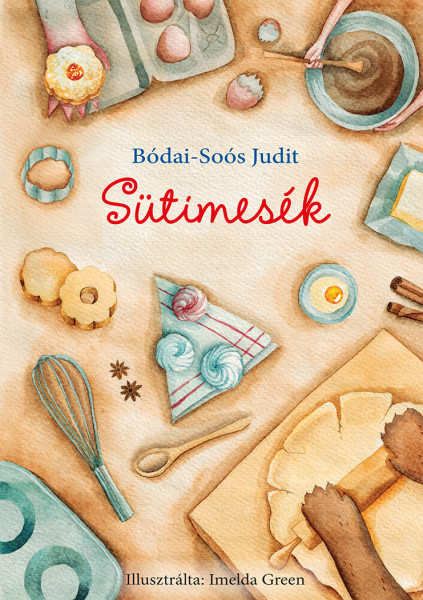 Bódai-Soós Judit
Sütimesék
Illusztrálta: Imelda Green